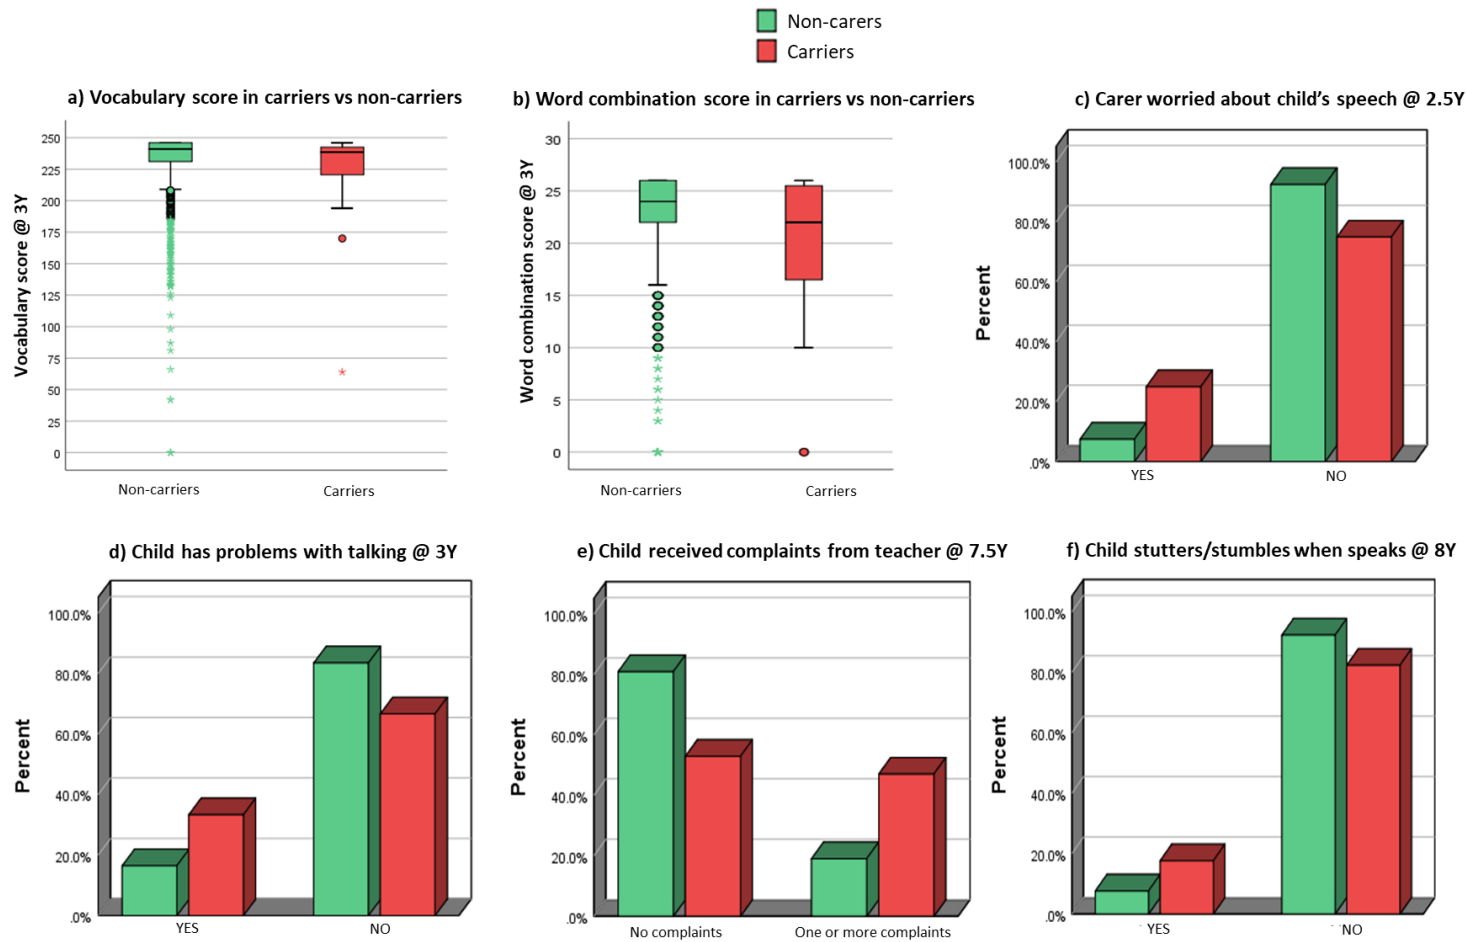 Non-carers
Carriers
a) Vocabulary score in carriers vs non-carriers
Vocabulary score @ 3Y
250
225
200
175
150
125
100
75
50
25
0
Non-carriers
Carriers
b) Word combination score in carriers vs non-carriers
Word combination score @ 3Y
30
25
20
15
10
5
0
Non-carriers
Carriers
c) Carer worried about child’s speech @ 2.5Y
Percent
100.0%
80.0%
60.0%
40.0%
20.0%
.0%
YES
NO
d) Child has problems with talking @ 3Y
Percent
100.0%
80.0%
60.0%
40.0%
20.0%
.0%
YES
NO
e) Child received complaints from teacher @ 7.5Y
Percent
100.0%
80.0%
60.0%
40.0%
20.0%
.0%
No complaints
One or more complaints
f) Child stutters/stumbles when speaks @ 8Y
Percent
100.0%
80.0%
60.0%
40.0%
20.0%
.0%
YES
NO